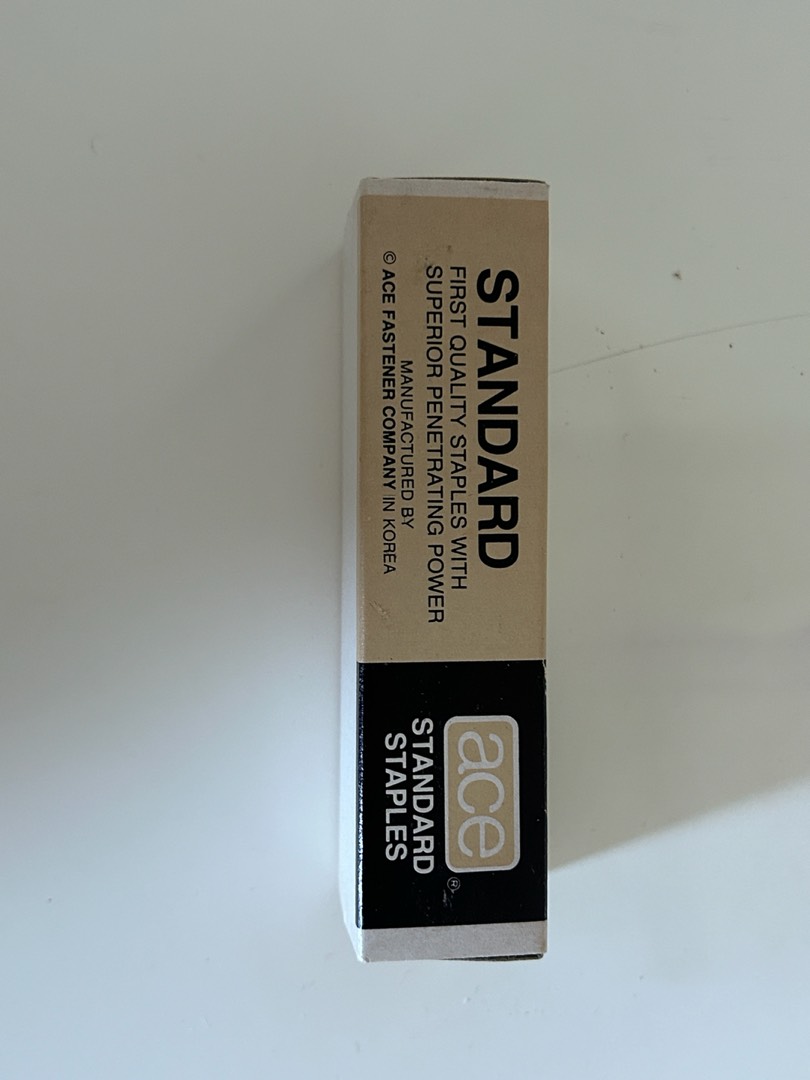 STANDARD
FIRST QUALITY STAPLES WITH
SUPERIOR PENETRATING POWER
MANUFACTURED BY
© ACE FASTENER COMPANY IN KOREA
ace®
STANDARD
STAPLES